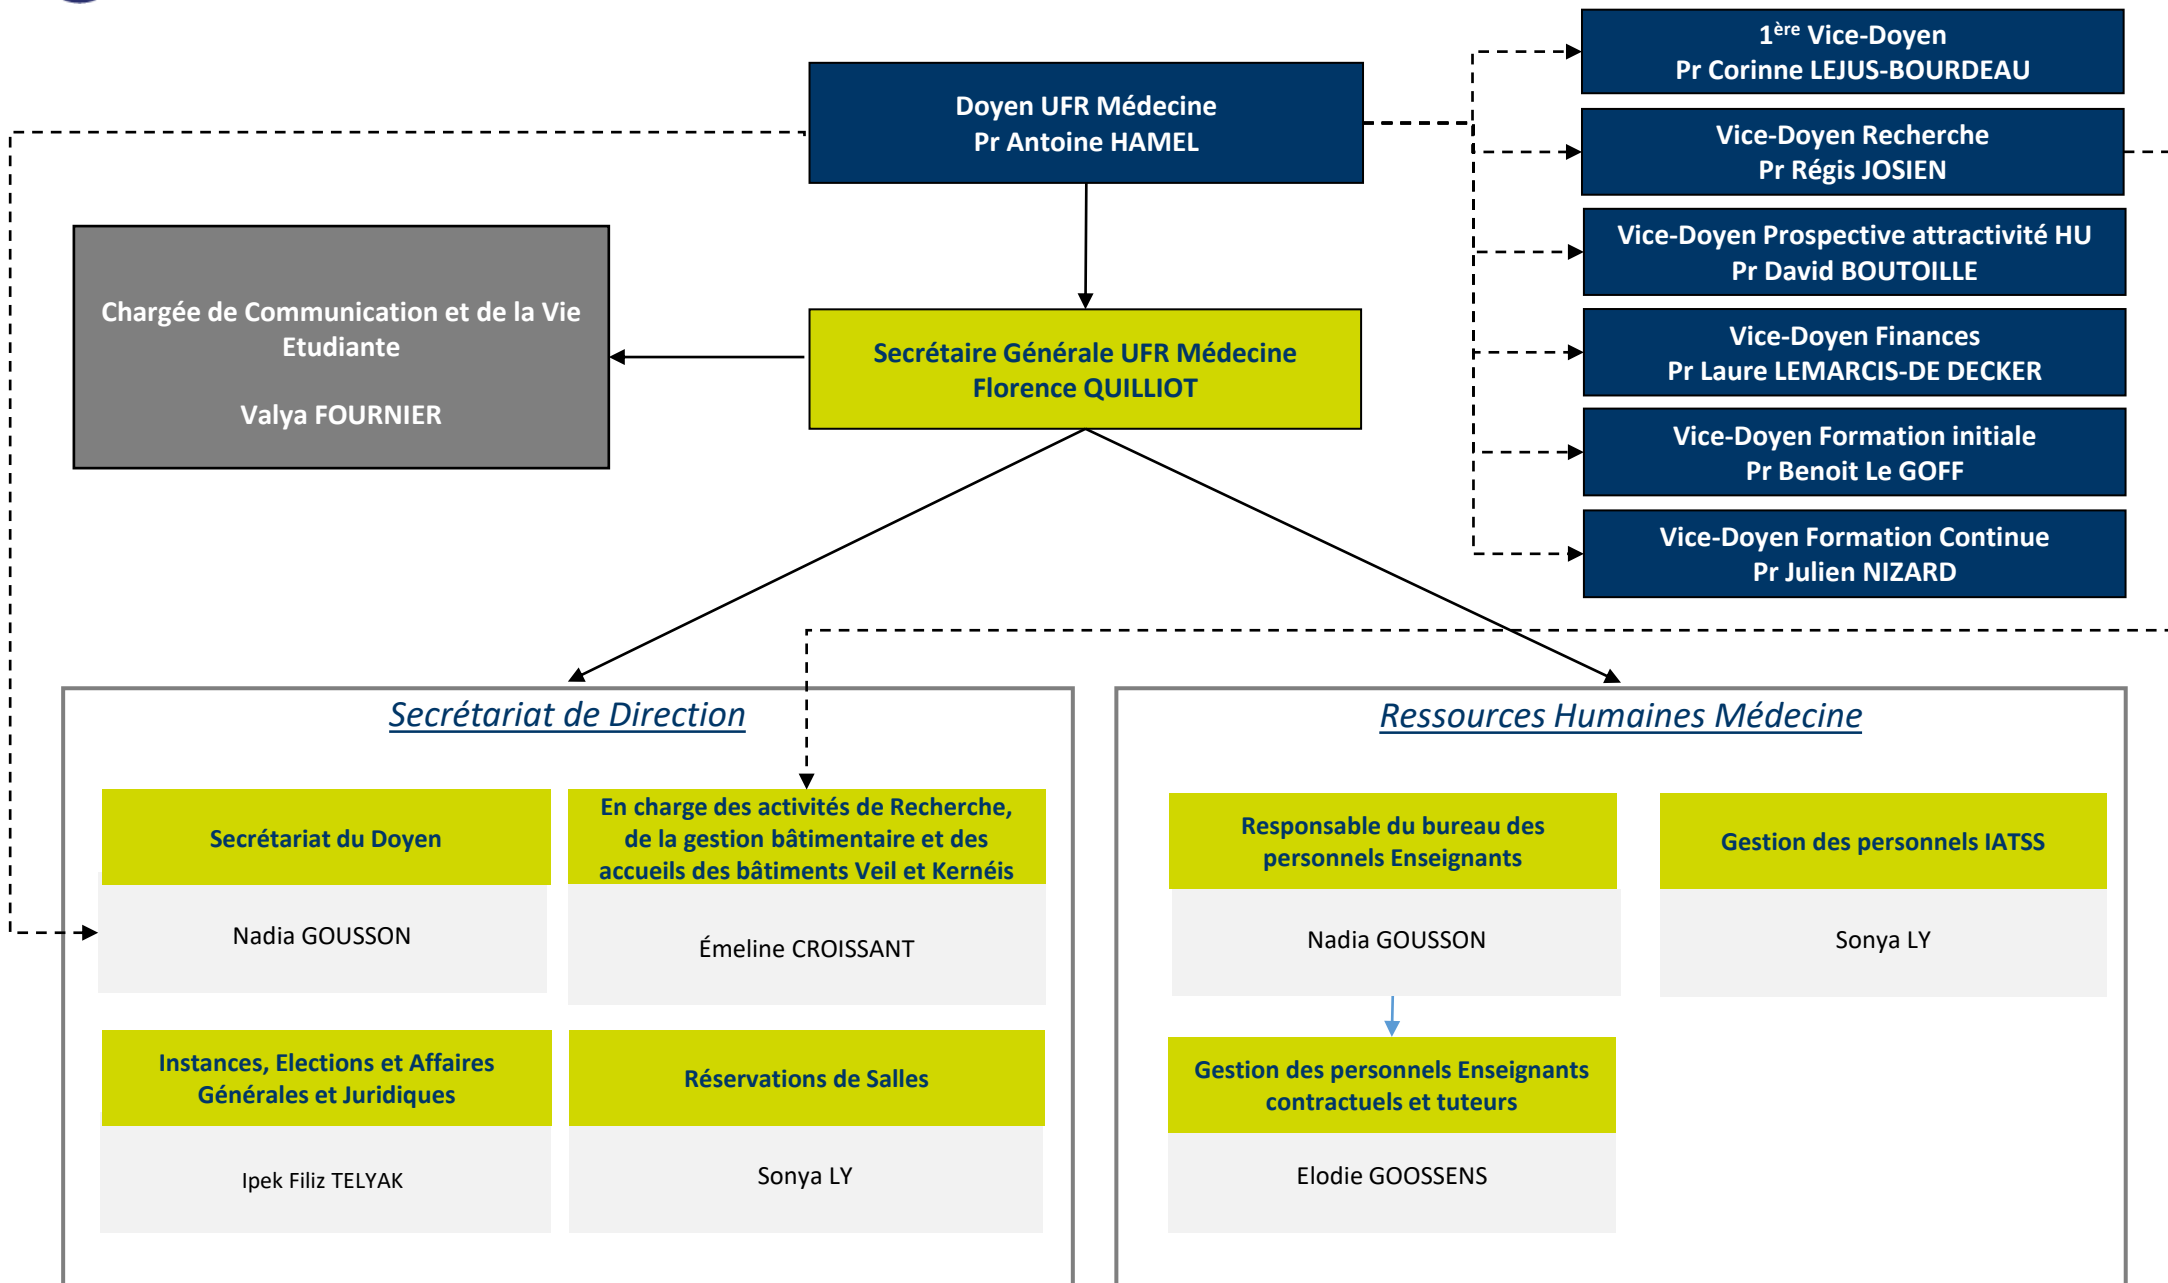 1ère Vice-Doyen
Pr Corinne LEJUS-BOURDEAU
Doyen UFR Médecine
Pr Antoine HAMEL
Vice-Doyen Recherche
Pr Régis JOSIEN
Vice-Doyen Prospective attractivité HU
Pr David BOUTOILLE
Chargée de Communication et de la Vie
Etudiante
Valya FOURNIER
Secrétaire Générale UFR Médecine
Florence QUILLIOT
Vice-Doyen Finances
Pr Laure LEMARCIS-DE DECKER
Vice-Doyen Formation initiale
Pr Benoit Le GOFF
Vice-Doyen Formation Continue
Pr Julien NIZARD
Secrétariat de Direction
Secrétariat du Doyen
Nadia GOUSSON
En charge des activités de Recherche,
de la gestion bâtimentaire et des
accueils des bâtiments Veil et Kernéis
Émeline CROISSANT
Instances, Elections et Affaires
Générales et Juridiques
Ipek Filiz TELYAK
Réservations de Salles
Sonya LY
Ressources Humaines Médecine
Responsable du bureau des
personnels Enseignants
Nadia GOUSSON
Gestion des personnels IATSS
Sonya LY
Gestion des personnels Enseignants
contractuels et tuteurs
Elodie GOOSSENS